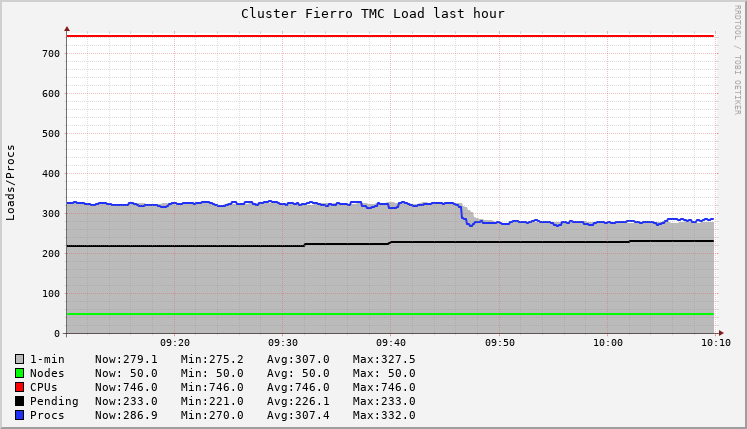 Cluster Fierro TMC Load last hour
RRDTOOL / TOBI OETIKER
Loads/Procs
700
600
500
400
300
200
100
0
09:20 09:30 09:40 09:50 10:00 10:10
1-min Now:279.1 Min:275.2 Avg:307.0 Max:327.5
Nodes Now: 50.0 Min: 50.0 Avg: 50.0 Max: 50.0
CPUs Now:746.0 Min:746.0 Avg:746.0 Max:746.0
Pending Now:233.0 Min:221.0 Avg:226.1 Max:233.0
Procs Now:286.9 Min:270.0 Avg:307.4 Max:332.0